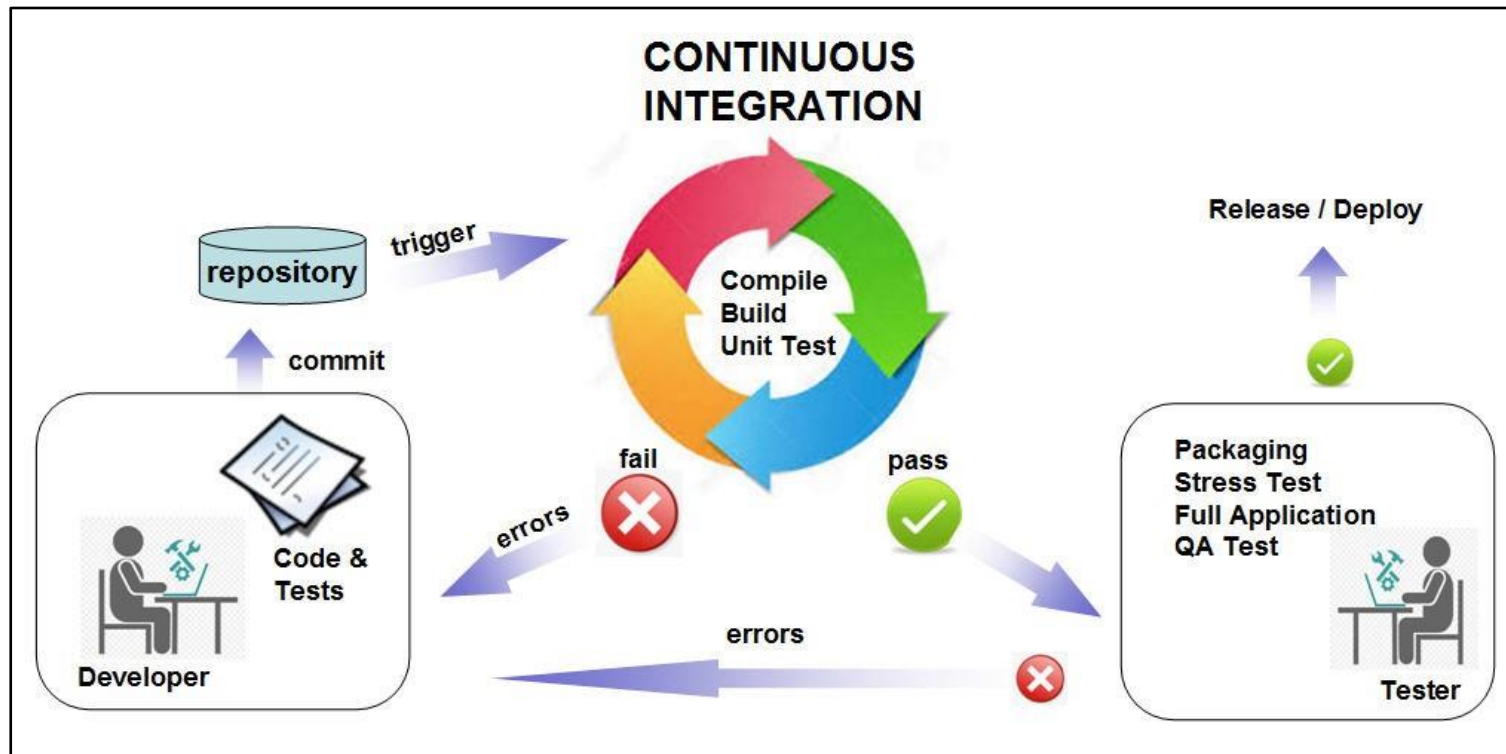 CONTINUOUS
INTEGRATION
Release / Deploy
trigger
repository
Compile
Build
Unit Test
commit
fail
pass
errors
Packaging
Stress Test
Full Application
QA Test
Code &
Tests
errors
Developer
Tester